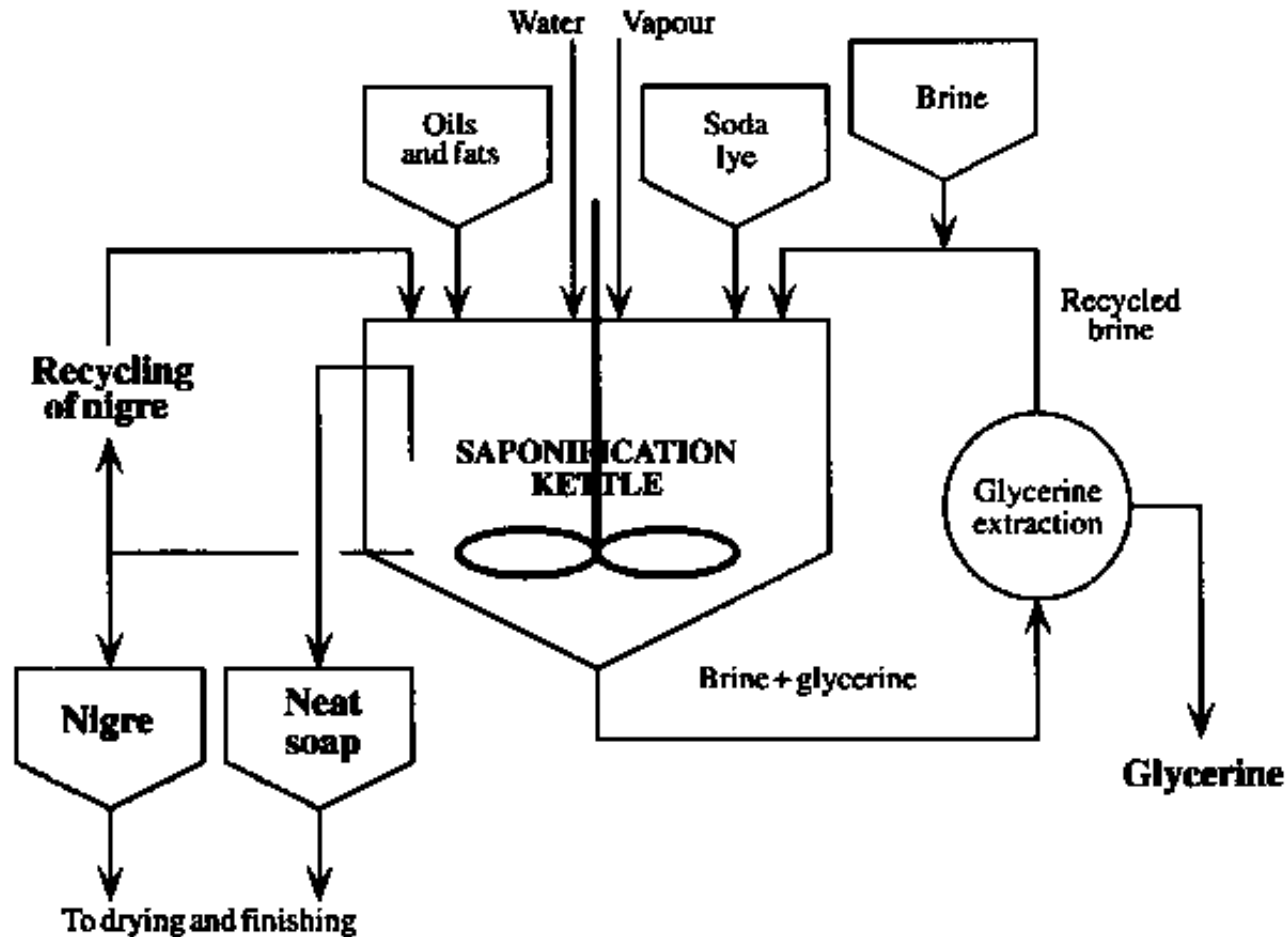 Water
Vapour
Oils
and fats
Soda
lye
Brine
Recycled
brine
Recycling
of nigre
SAPONIFICATION
KETTLE
Glycerine
extraction
Nigre
Neat
soap
Brine + glycerine
Glycerine
To drying and finishing